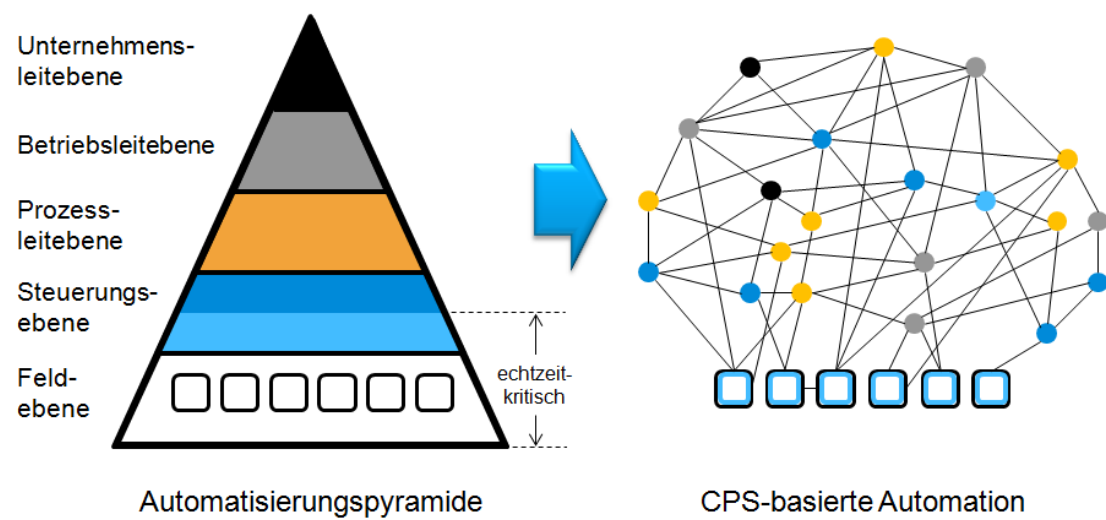 Unternehmens-
leitebene
Betriebsleitebene
Prozess-
leitebene
Steuerungs-
ebene
Feld-
ebene
echtzeit-
kritisch
Automatisierungspyramide
CPS-basierte Automation